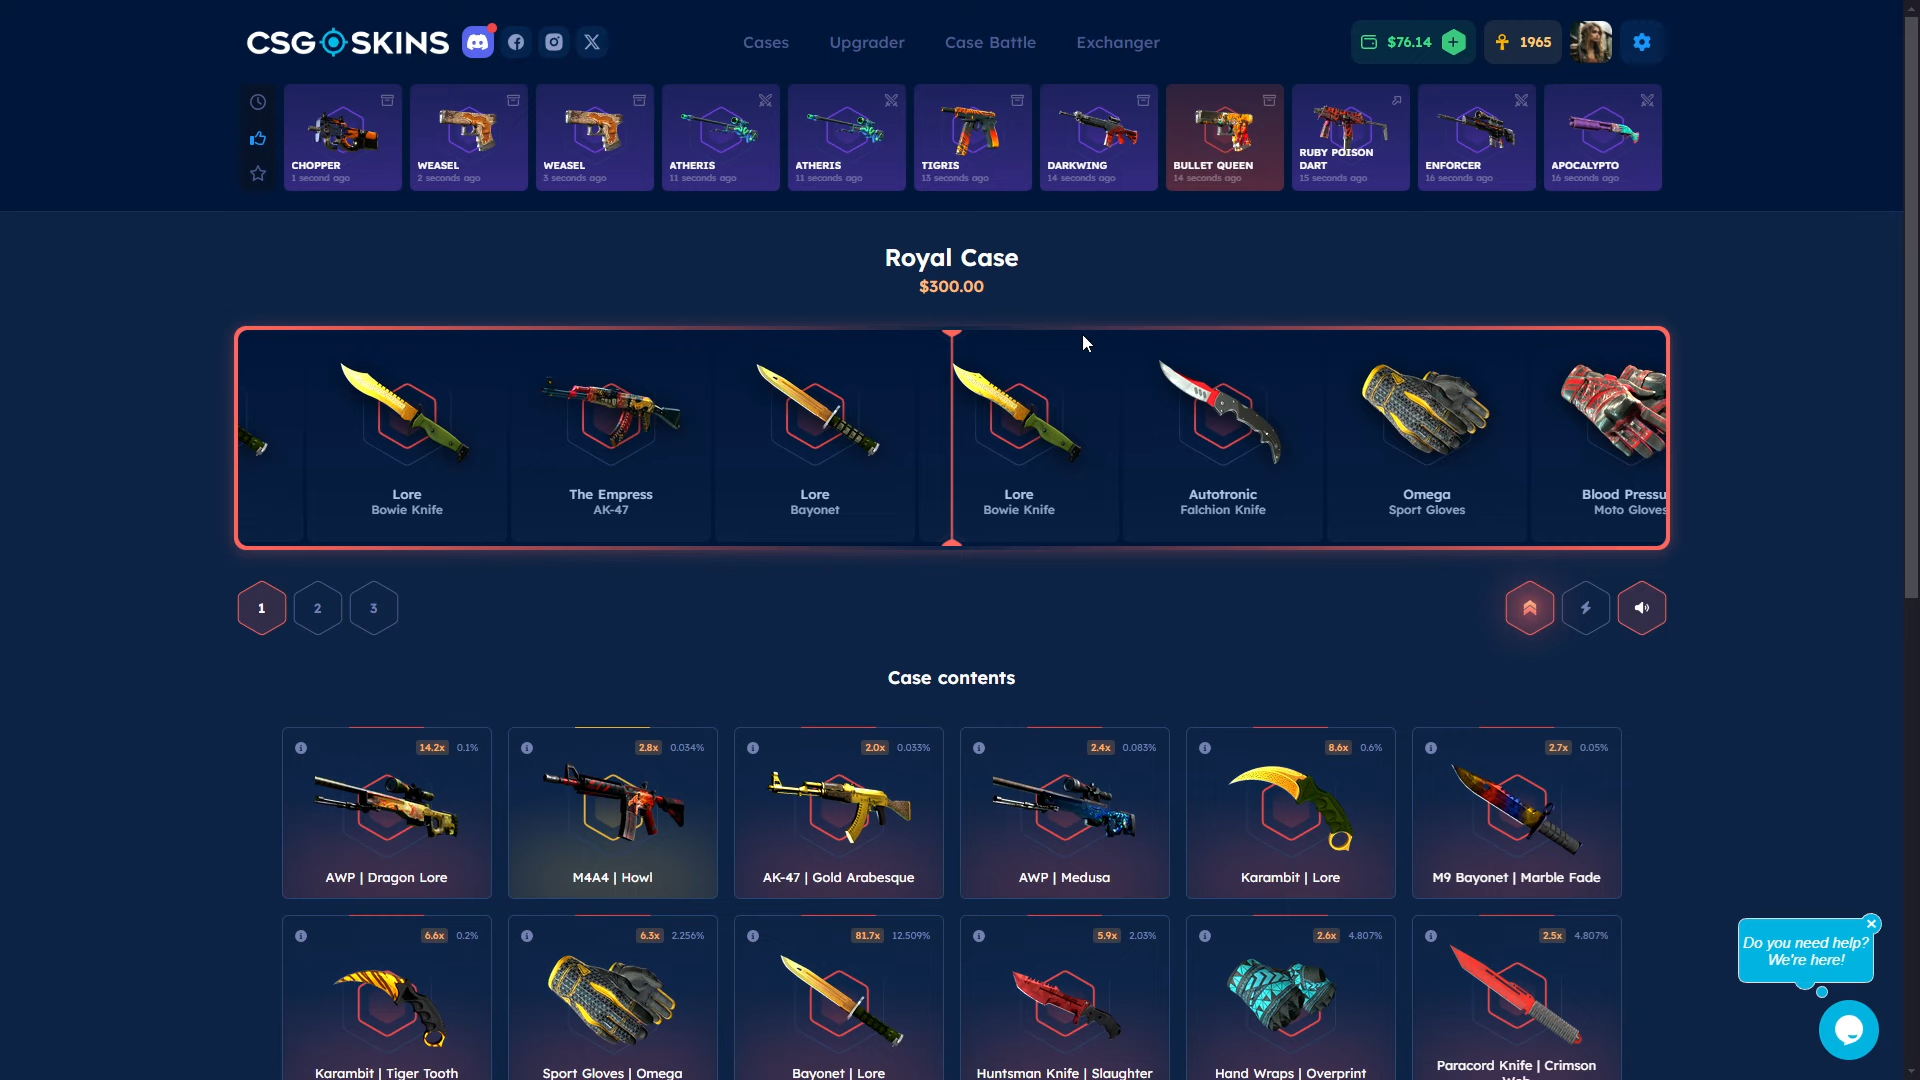 CSG SKINS
Cases
Upgrader
Case Battle
Exchanger
$76.14
1965
CHOPPER
1 second ago
WEASEL
2 seconds ago
WEASEL
3 seconds ago
ATHERIS
11 seconds ago
ATHERIS
11 seconds ago
TIGRIS
13 seconds ago
DARKWING
14 seconds ago
BULLET QUEEN
14 seconds ago
RUBY POISON
DART
15 seconds ago
ENFORCER
16 seconds ago
APOCALYPTO
16 seconds ago
Royal Case
$300.00
Lore
Bowie Knife
The Empress
AK-47
Lore
Bayonet
Lore
Bowie Knife
Autotronic
Falchion Knife
Omega
Sport Gloves
Blood Pressu
Moto Gloves
1
2
3
Case contents
14.2x 0.1%
AWP | Dragon Lore
2.8x 0.034%
M4A4 | Howl
2.0x 0.033%
AK-47 | Gold Arabesque
2.4x 0.083%
AWP | Medusa
8.6x 0.6%
Karambit | Lore
2.7x 0.05%
M9 Bayonet | Marble Fade
6.6x 0.2%
Karambit | Tiger Tooth
6.3x 2.256%
Sport Gloves | Omega
81.7x 12.509%
Bayonet | Lore
5.9x 2.03%
Huntsman Knife | Slaughter
2.6x 4.807%
Hand Wraps | Overprint
2.5x 4.807%
Paracord Knife | Crimson
Web
Do you need help?
We're here!